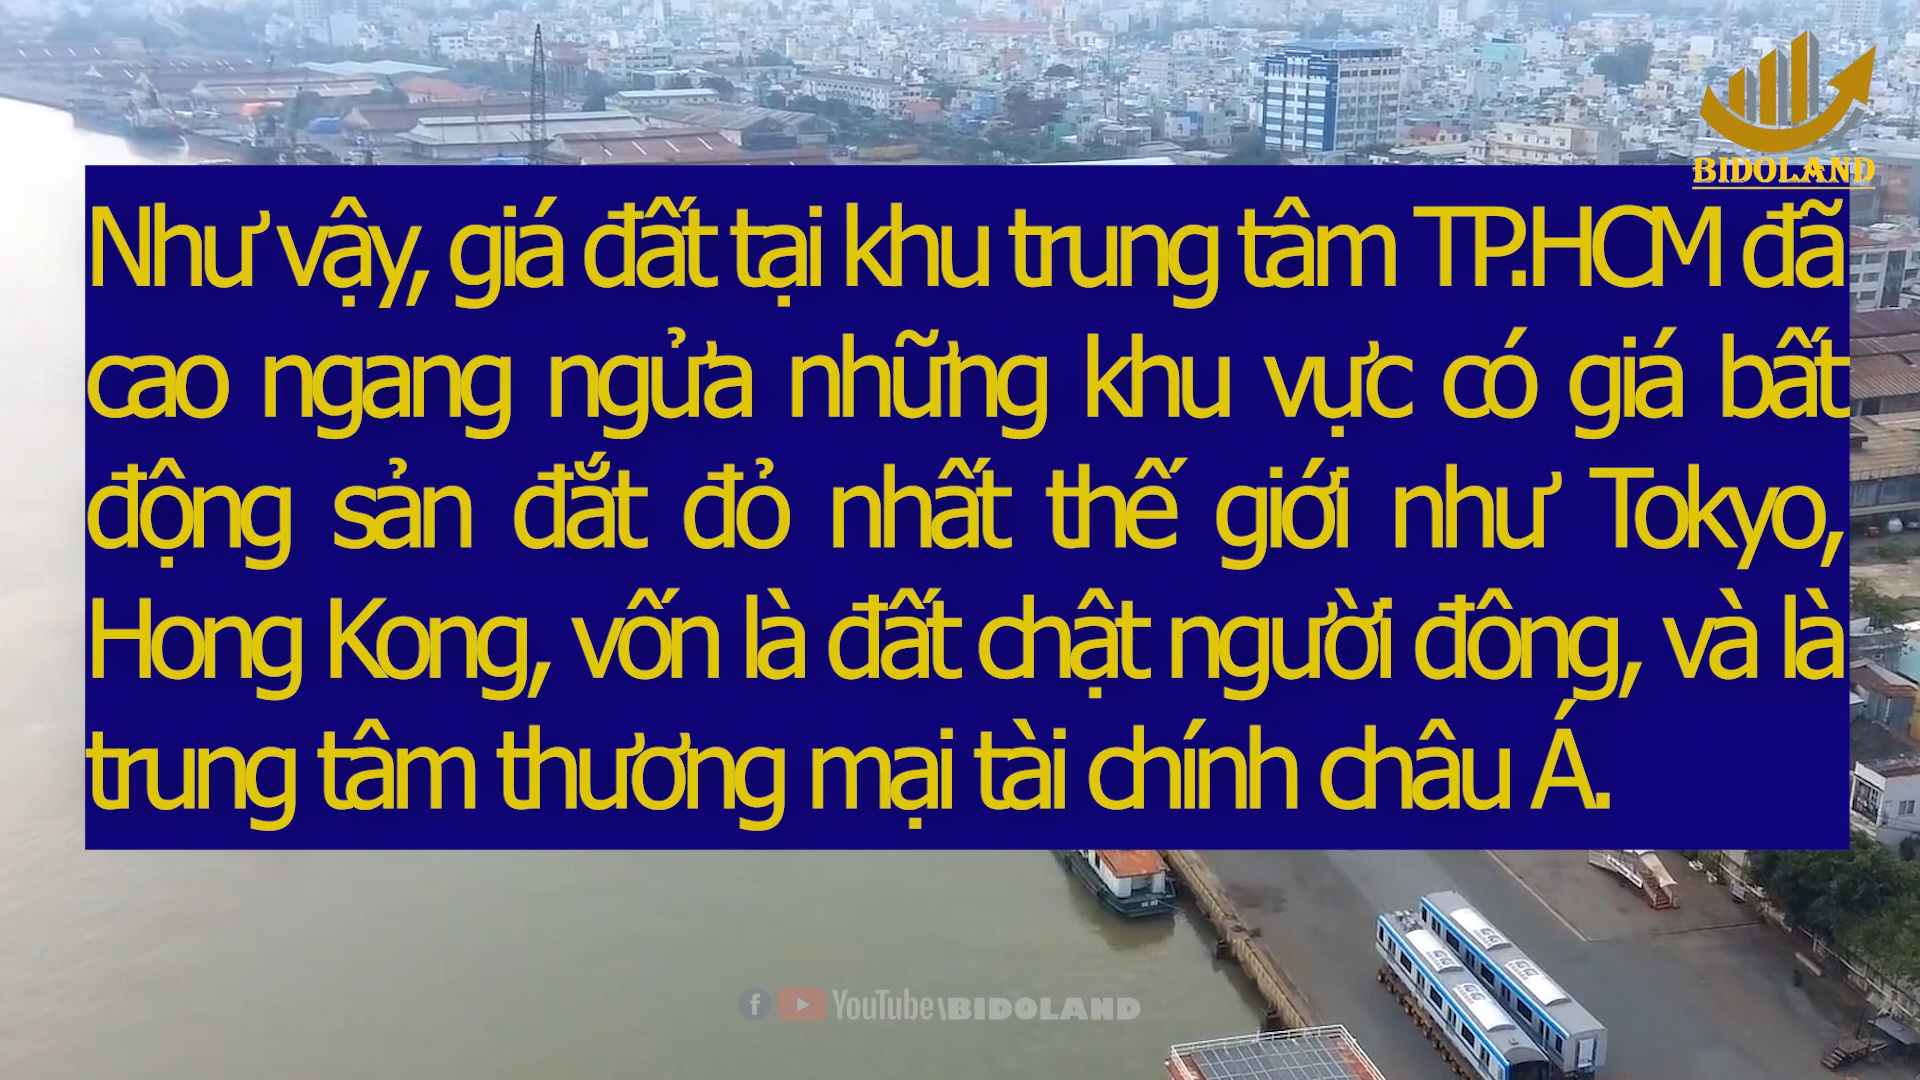 BIDOLAND
Như vậy, giá đất tại khu trung tâm TP.HCM đã
cao ngang ngửa những khu vực có giá bất
động sản đắt đỏ nhất thế giới như Tokyo,
Hong Kong, vốn là đất chật người đông, và là
trung tâm thương mại tài chính châu Á.
f YouTube\BIDOLAND